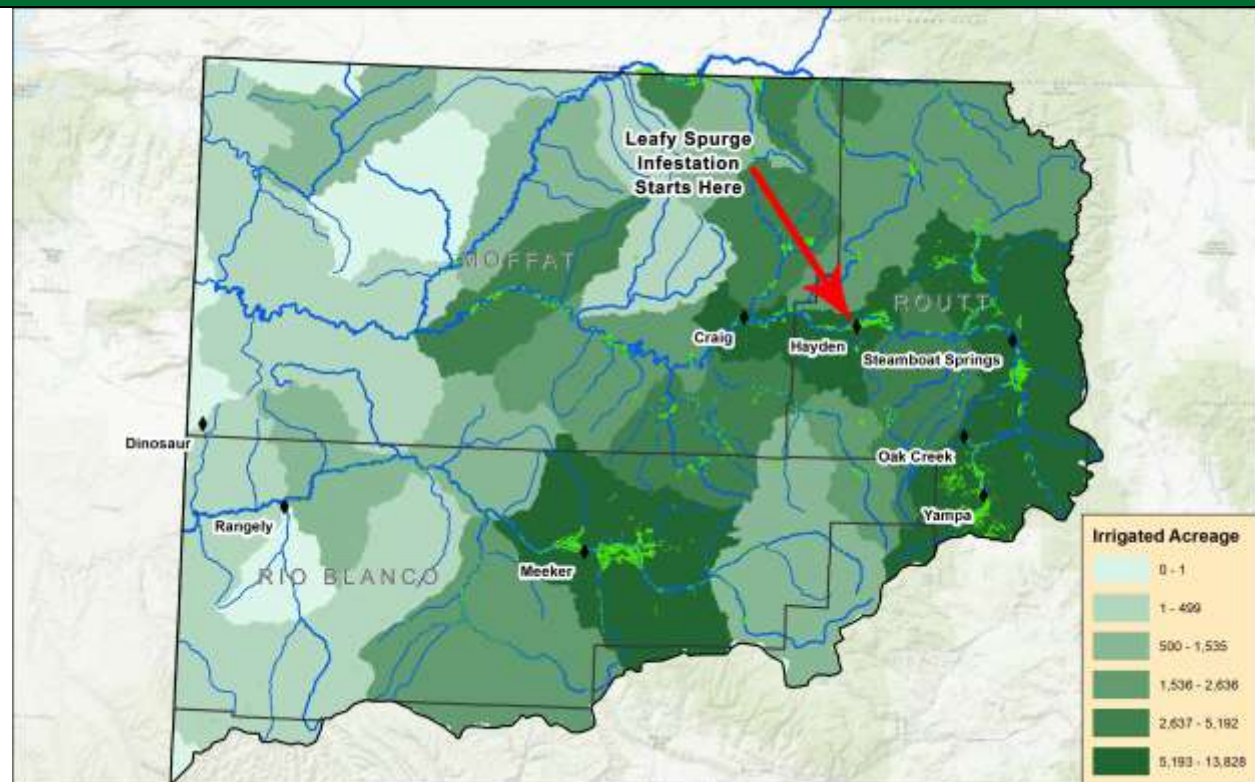 Leafy Spurge
Infestation
Starts Here
MOFFAT
ROUTT
Craig
Hayden
Steamboat Springs
Dinosaur
Oak Creek
Rangely
Yampa
Meeker
RIO BLANCO
Irrigated Acreage
0 - 1
1 - 499
500 - 1,535
1,536 - 2,636
2,637 - 5,192
5,193 - 13,828